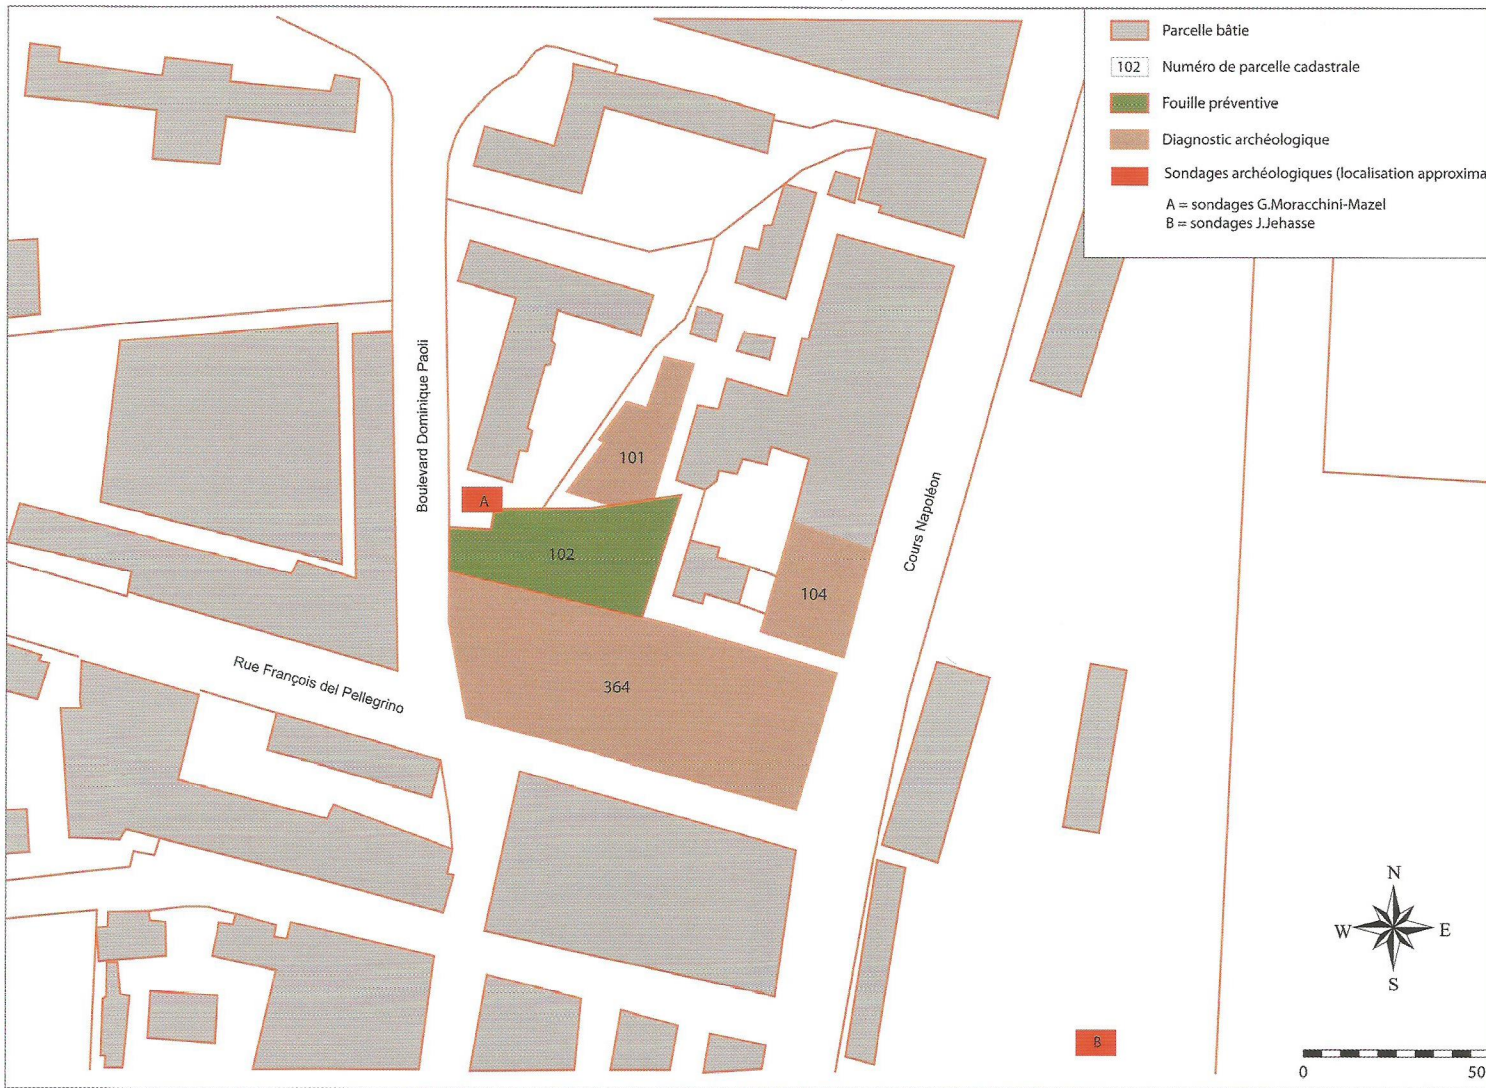 Parcelle bâtie
102 Numéro de parcelle cadastrale
Fouille préventive
Diagnostic archéologique
Sondages archéologiques (localisation approxima
A = sondages G.Moracchini-Mazel
B = sondages J.Jehasse
Boulevard Dominique Paoli
101
A
102
Cours Napoléon
104
Rue François del Pellegrino
364
N
W E
S
B
0 50